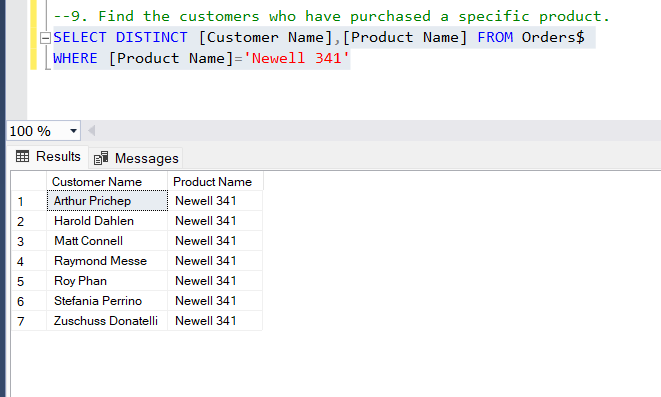 --9. Find the customers who have purchased a specific product.
SELECT DISTINCT [Customer Name],[Product Name] FROM Orders$
WHERE [Product Name]='Newell 341'
100 %
Results Messages
Customer Name Product Name
1 Arthur Prichep Newell 341
2 Harold Dahlen Newell 341
3 Matt Connell Newell 341
4 Raymond Messe Newell 341
5 Roy Phan Newell 341
6 Stefania Perrino Newell 341
7 Zuschuss Donatelli Newell 341